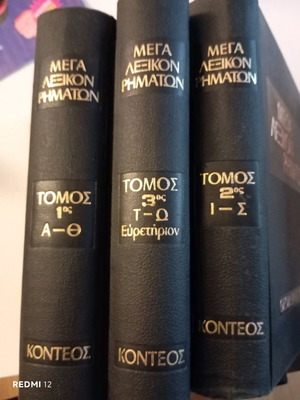 ΜΕΓΑ
ΛΕΞΙΚΟΝ
ΡΗΜΑΤΩΝ
ΤΟΜΟΣ
1ος
Α–Θ
ΚΟΝΤΕΟΣ
ΜΕΓΑ
ΛΕΞΙΚΟΝ
ΡΗΜΑΤΩΝ
ΤΟΜΟΣ
3ος
Τ–Ω
Εὑρετήριον
ΚΟΝΤΕΟΣ
ΜΕΓΑ
ΛΕΞΙΚΟΝ
ΡΗΜΑΤΩΝ
ΤΟΜΟΣ
2ος
Ι–Σ
ΚΟΝΤΕΟΣ
REDMI 12